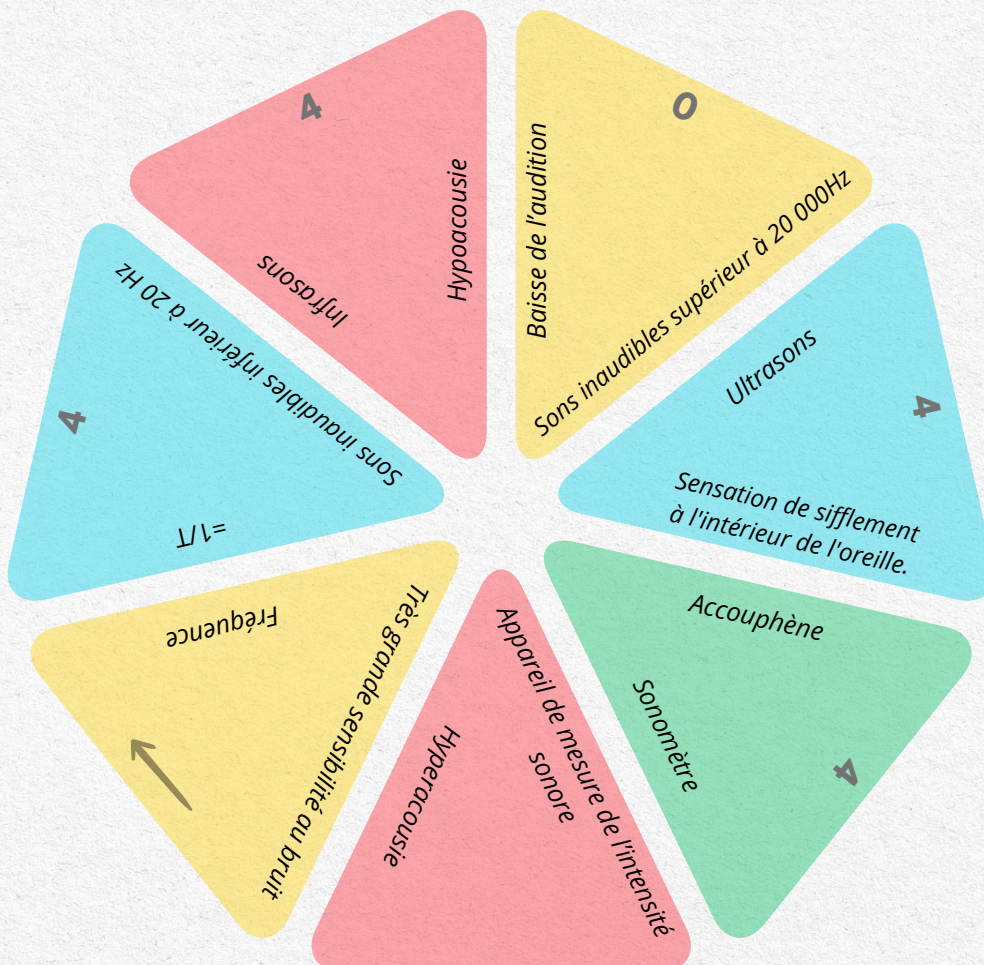 4
Hypoacousie
Infrasons
0
Baisse de l'audition
Sons inaudibles supérieur à 20 000Hz
Ultrasons
4
Sensation de sifflement
à l'intérieur de l'oreille.
Accouphène
Sonomètre
4
Appareil de mesure de l'intensité
sonore
Hyperacousie
Très grande sensibilité au bruit
Fréquence
=1/T
4
Sons inaudibles inférieur à 20 Hz